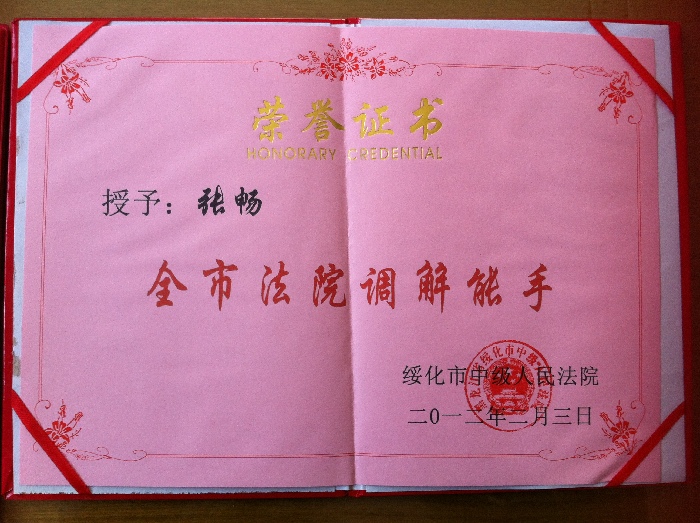 荣誉证书
HONORARY CREDENTIAL
授予：张畅
全市法院调解能手
绥化市中级人民法院
二〇一二年二月三日